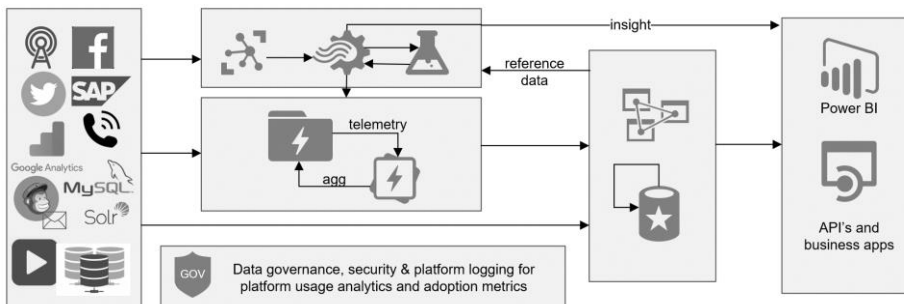 SAP
Google Analytics
MySQL
Solr
insight
reference
data
telemetry
agg
GOV
Data governance, security & platform logging for
platform usage analytics and adoption metrics
Power BI
API's and
business apps